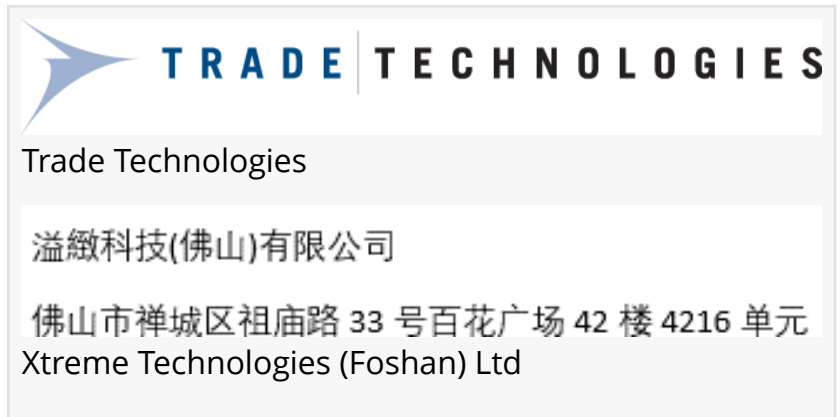 TRADE TECHNOLOGIES
Trade Technologies
溢緻科技(佛山)有限公司
佛山市禅城区祖庙路 33 号百花广场 42 楼 4216 单元
Xtreme Technologies (Foshan) Ltd